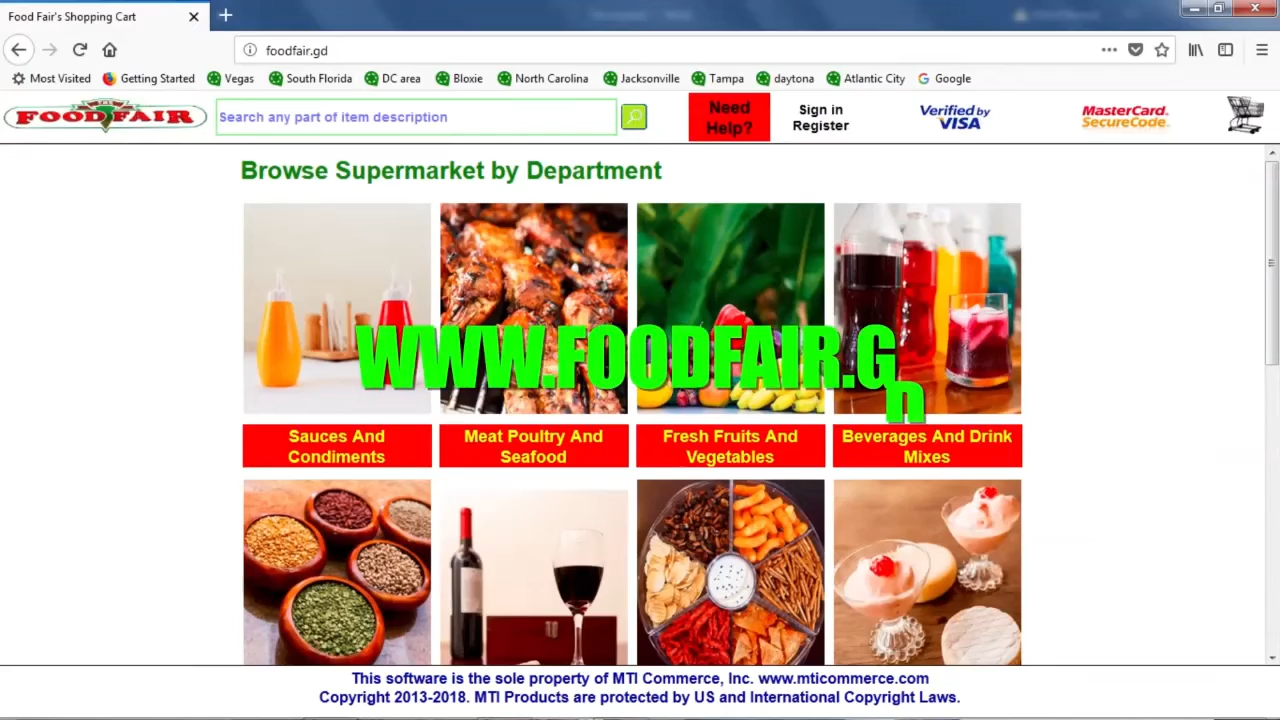 Food Fair's Shopping Cart
foodfair.gd
Most Visited Getting Started Vegas South Florida DC area Bloxie North Carolina Jacksonville Tampa daytona Atlantic City Google
FOOD FAIR
Search any part of item description
Need Help?
Sign in
Register
Verified by
VISA
MasterCard.
SecureCode.
Browse Supermarket by Department
WWW.FOODFAIR.G
Sauces And
Condiments
Meat Poultry And
Seafood
Fresh Fruits And
Vegetables
Beverages And Drink
Mixes
This software is the sole property of MTI Commerce, Inc. www.mticommerce.com
Copyright 2013-2018. MTI Products are protected by US and International Copyright Laws.